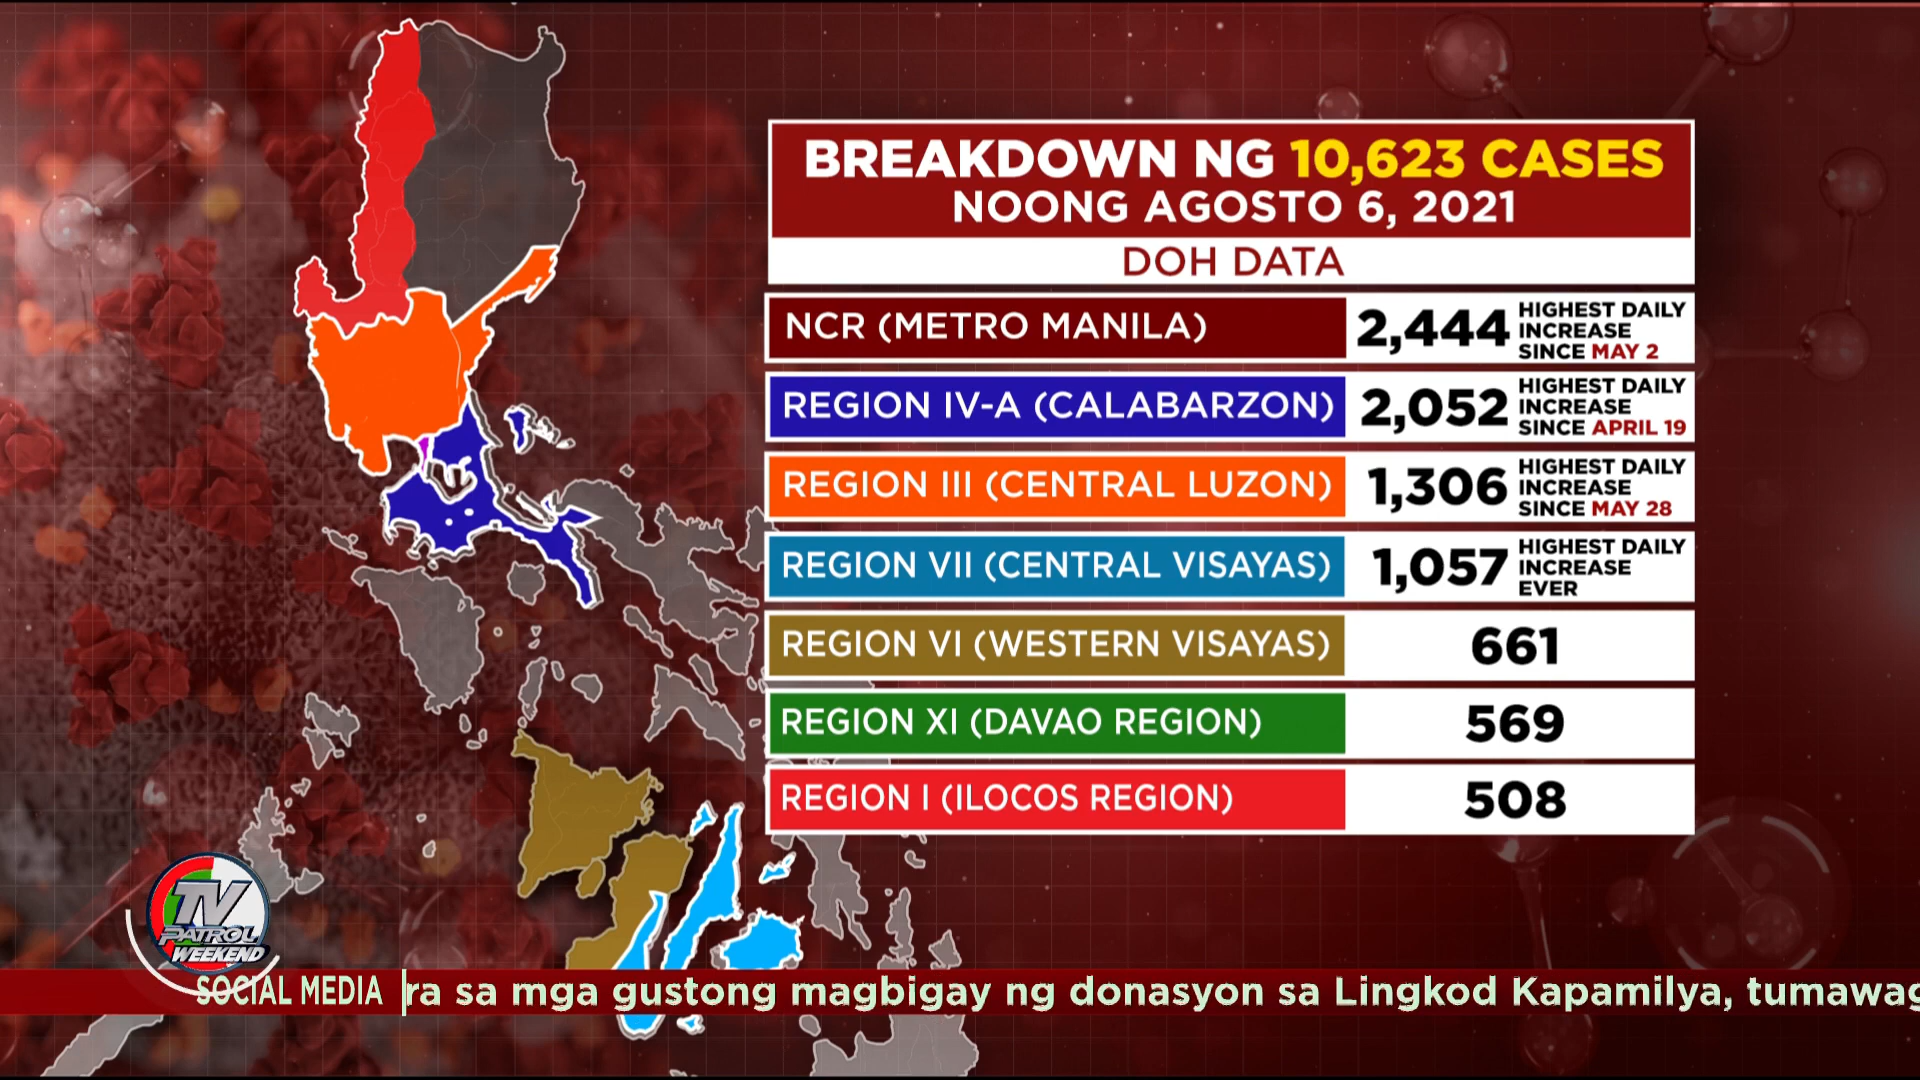 BREAKDOWN NG 10,623 CASES
NOONG AGOSTO 6, 2021
DOH DATA
NCR (METRO MANILA) 2,444 HIGHEST DAILY
INCREASE
SINCE MAY 2
REGION IV-A (CALABARZON) 2,052 HIGHEST DAILY
INCREASE
SINCE APRIL 19
REGION III (CENTRAL LUZON) 1,306 HIGHEST DAILY
INCREASE
SINCE MAY 28
REGION VII (CENTRAL VISAYAS) 1,057 HIGHEST DAILY
INCREASE
EVER
REGION VI (WESTERN VISAYAS) 661
REGION XI (DAVAO REGION) 569
REGION I (ILOCOS REGION) 508
TV
PATROL
WEEKEND
SOCIAL MEDIA ra sa mga gustong magbigay ng donasyon sa Lingkod Kapamilya, tumawag